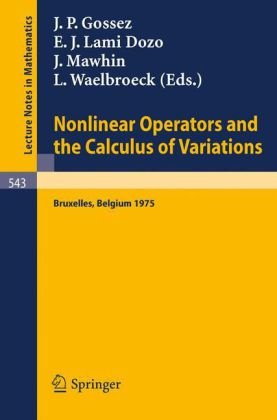 J. P. Gossez
E. J. Lami Dozo
J. Mawhin
L. Waelbroeck (Eds.)
Lecture Notes in Mathematics
Nonlinear Operators and
the Calculus of Variations
543
Bruxelles, Belgium 1975
Springer